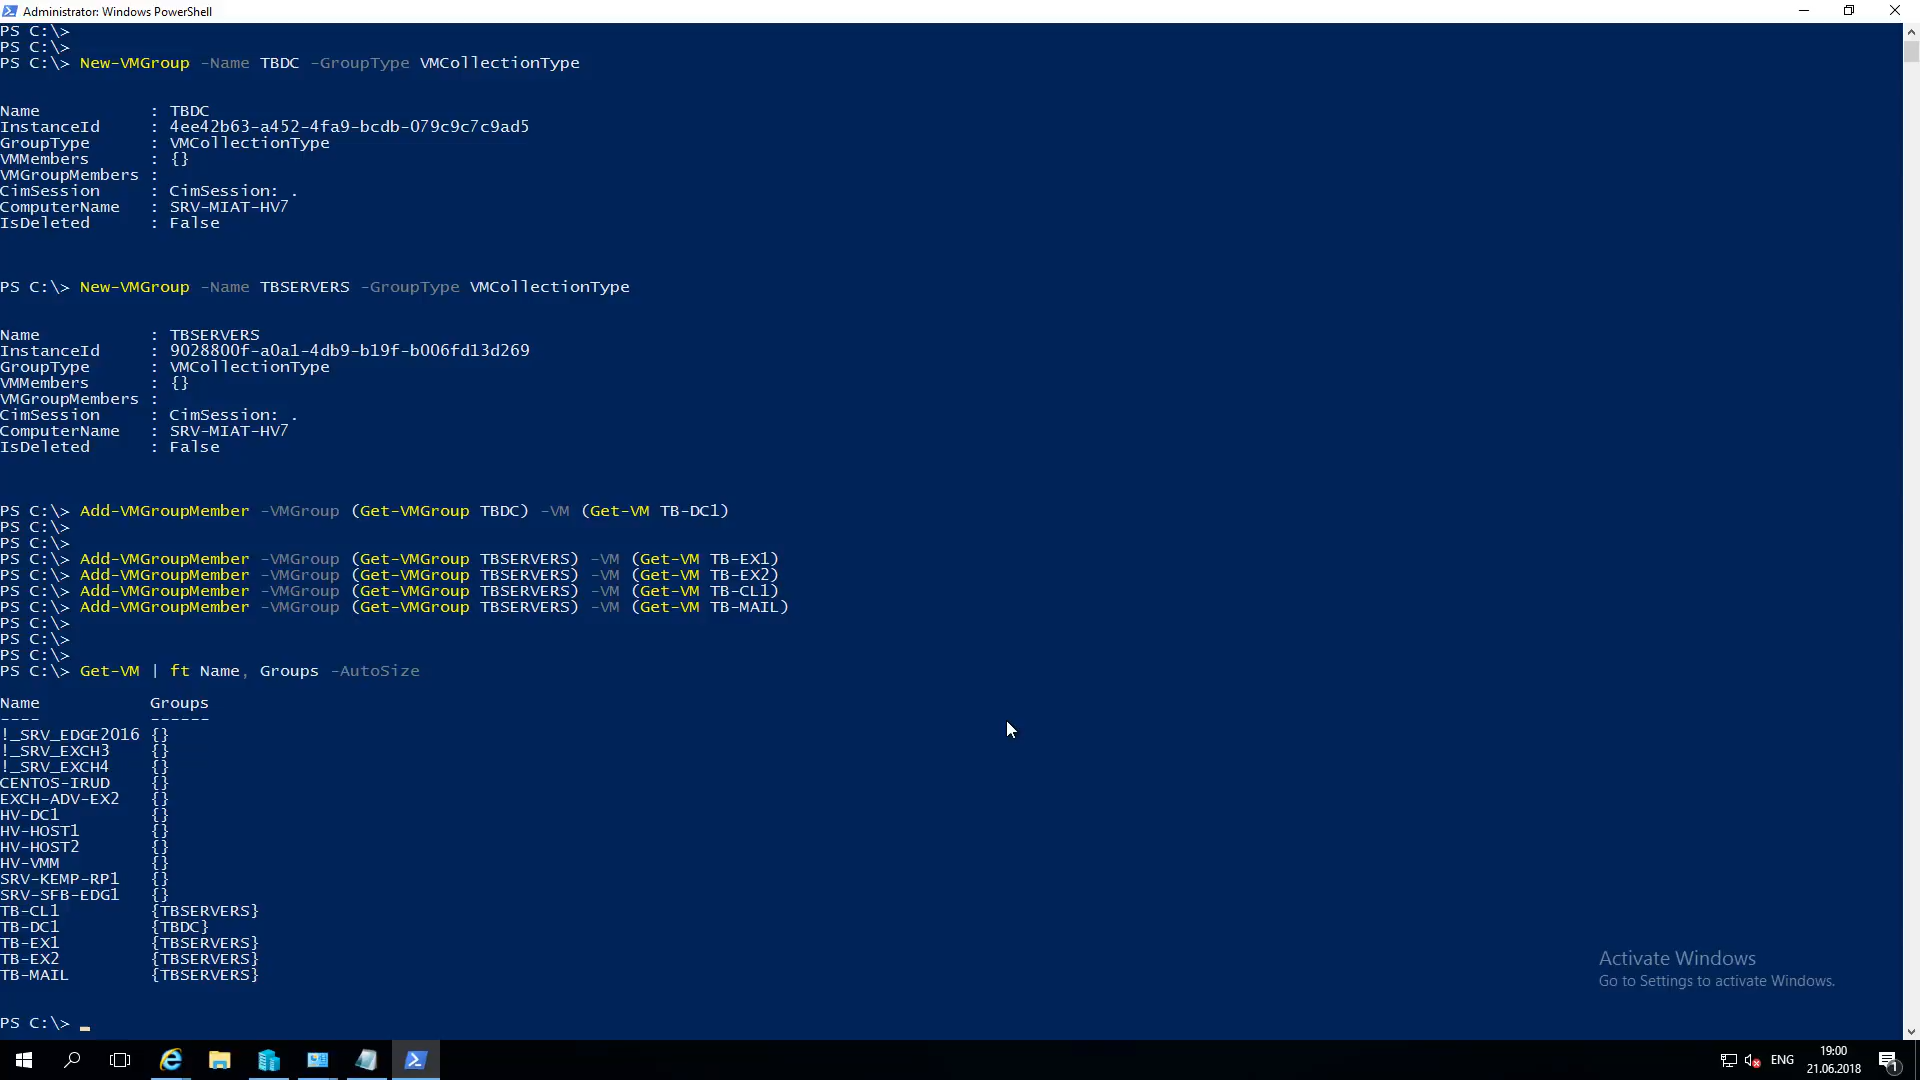 Administrator: Windows PowerShell
PS C:\>
PS C:\>
PS C:\> New-VMGroup -Name TBDC -GroupType VMCollectionType
Name : TBDC
InstanceId : 4ee42b63-a452-4fa9-bcdb-079c9c7c9ad5
GroupType : VMCollectionType
VMMembers : {}
VMGroupMembers :
CimSession : CimSession: .
ComputerName : SRV-MIAT-HV7
IsDeleted : False
PS C:\> New-VMGroup -Name TBSERVERS -GroupType VMCollectionType
Name : TBSERVERS
InstanceId : 9028800f-a0a1-4db9-b19f-b006fd13d269
GroupType : VMCollectionType
VMMembers : {}
VMGroupMembers :
CimSession : CimSession: .
ComputerName : SRV-MIAT-HV7
IsDeleted : False
PS C:\> Add-VMGroupMember -VMGroup (Get-VMGroup TBDC) -VM (Get-VM TB-DC1)
PS C:\>
PS C:\>
PS C:\> Add-VMGroupMember -VMGroup (Get-VMGroup TBSERVERS) -VM (Get-VM TB-EX1)
PS C:\> Add-VMGroupMember -VMGroup (Get-VMGroup TBSERVERS) -VM (Get-VM TB-EX2)
PS C:\> Add-VMGroupMember -VMGroup (Get-VMGroup TBSERVERS) -VM (Get-VM TB-CL1)
PS C:\> Add-VMGroupMember -VMGroup (Get-VMGroup TBSERVERS) -VM (Get-VM TB-MAIL)
PS C:\>
PS C:\>
PS C:\>
PS C:\> Get-VM | ft Name, Groups -AutoSize
Name Groups
---- ------
!_SRV_EDGE2016 {}
!_SRV_EXCH3 {}
!_SRV_EXCH4 {}
CENTOS-IRUD {}
EXCH-ADV-EX2 {}
HV-DC1 {}
HV-HOST1 {}
HV-HOST2 {}
HV-VMM {}
SRV-KEMP-RP1 {}
SRV-SFB-EDG1 {}
TB-CL1 {TBSERVERS}
TB-DC1 {TBDC}
TB-EX1 {TBSERVERS}
TB-EX2 {TBSERVERS}
TB-MAIL {TBSERVERS}
PS C:\> _
Activate Windows
Go to Settings to activate Windows.
ENG
19:00
21.06.2018
1